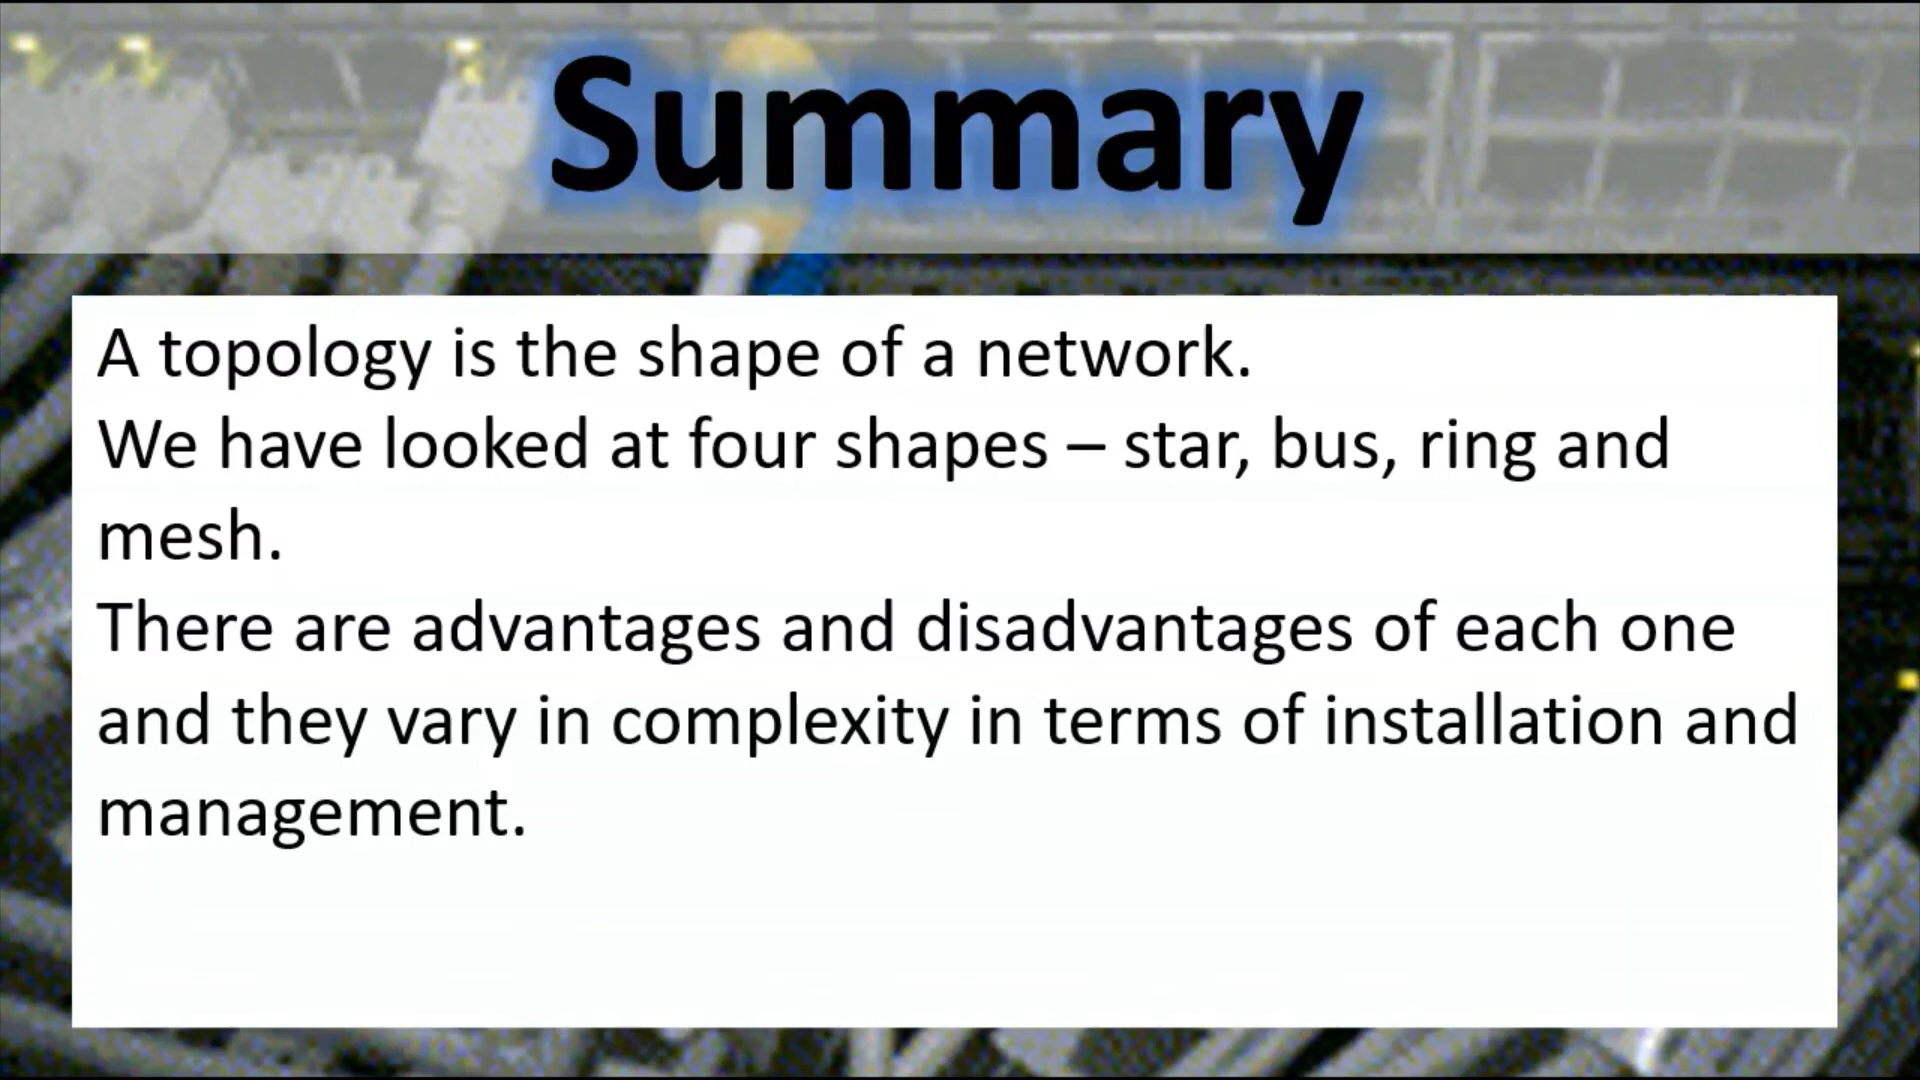 Summary
A topology is the shape of a network.
We have looked at four shapes – star, bus, ring and
mesh.
There are advantages and disadvantages of each one
and they vary in complexity in terms of installation and
management.